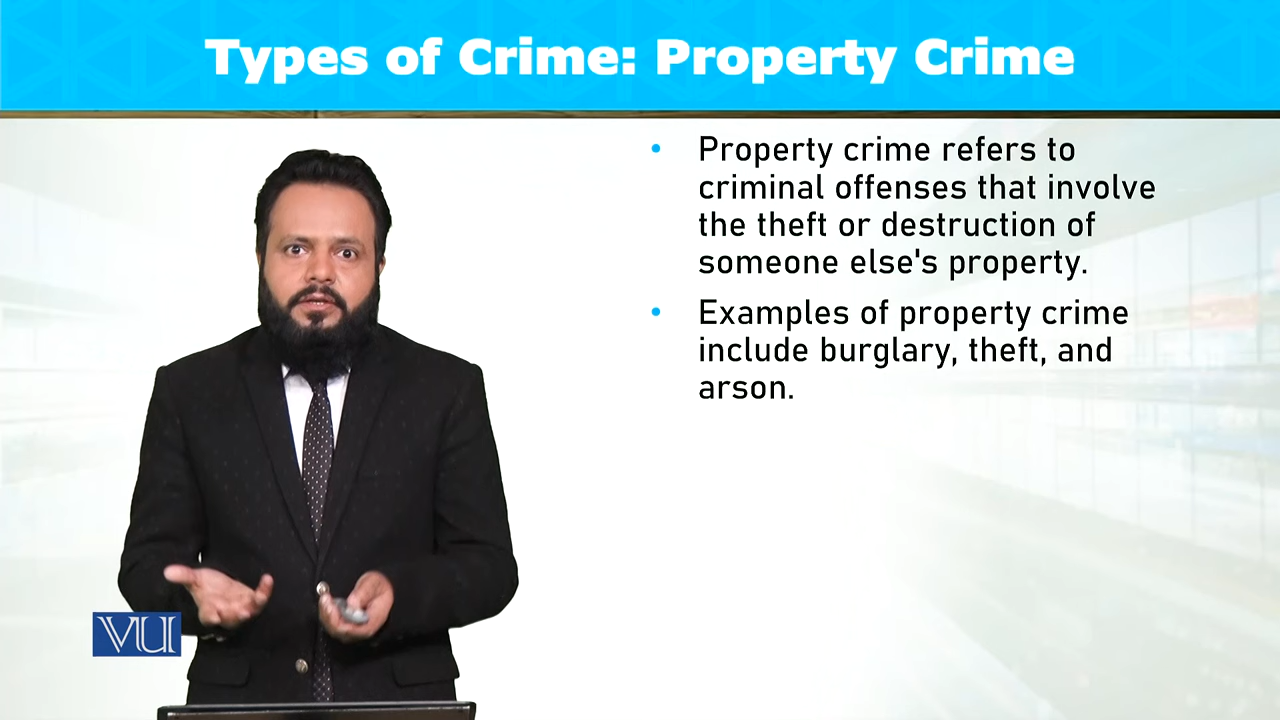 Types of Crime: Property Crime
• Property crime refers to
criminal offenses that involve
the theft or destruction of
someone else's property.
• Examples of property crime
include burglary, theft, and
arson.
VU